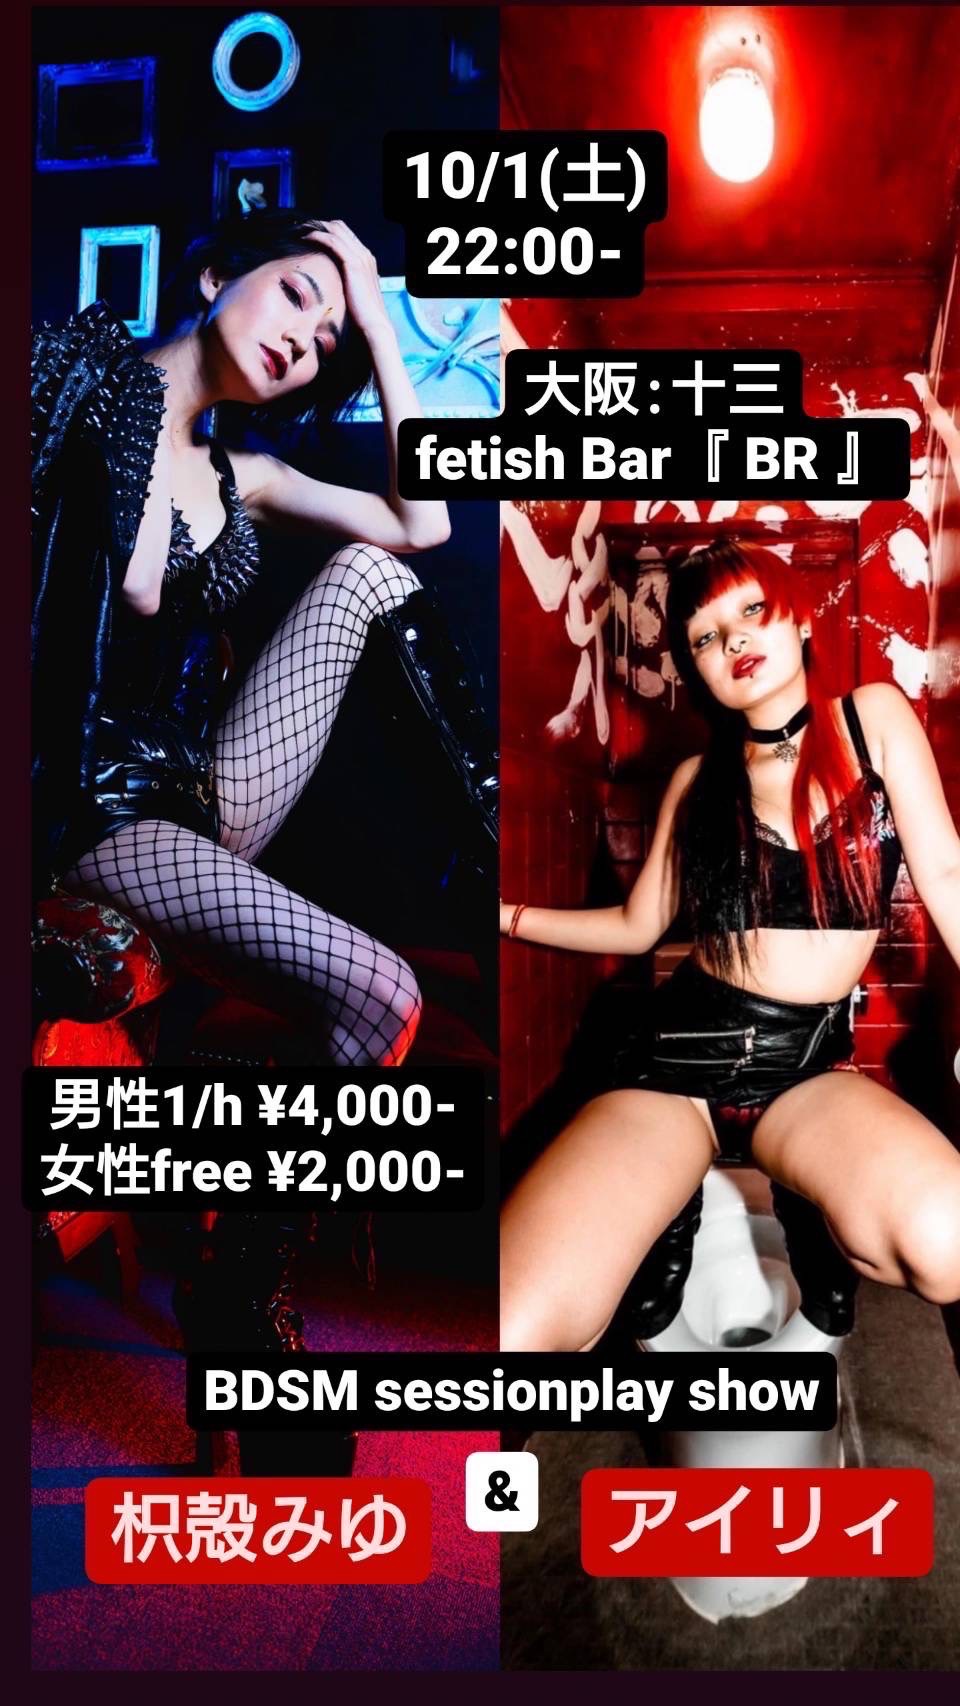 10/1(土)
22:00-
大阪:十三
fetish Bar『 BR 』
男性1/h ¥4,000-
女性free ¥2,000-
BDSM sessionplay show
枳殻みゆ
&
アイリィ